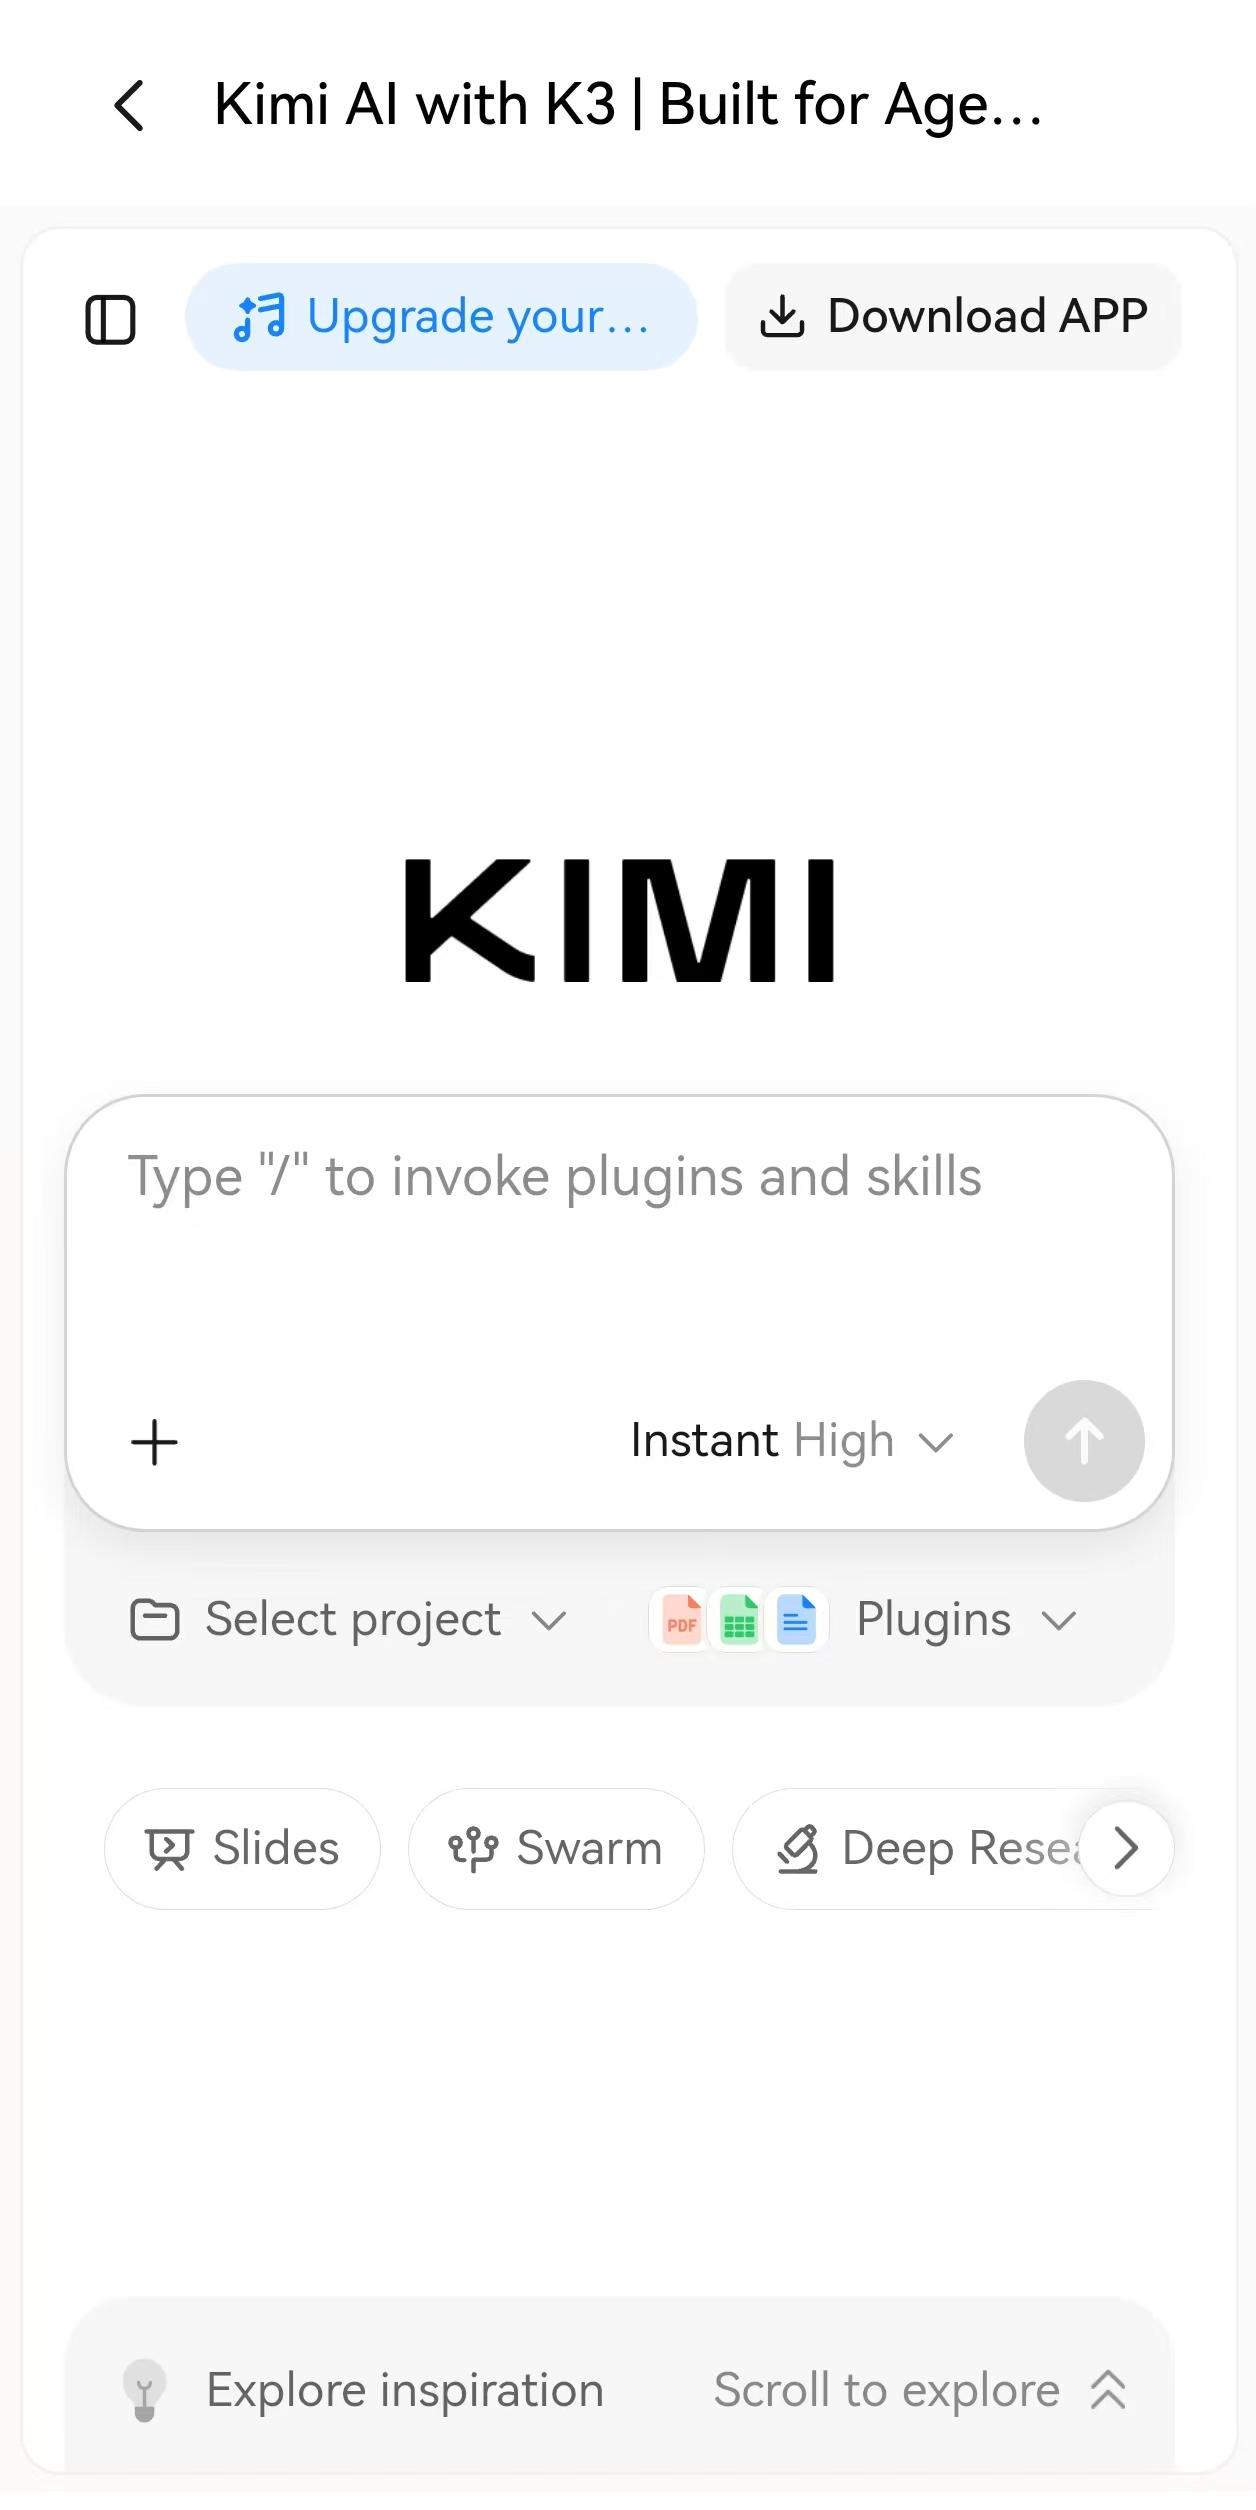 Kimi AI with K3 | Built for Age...
Upgrade your...
Download APP
KIMI
Type "/" to invoke plugins and skills
Instant High
Select project
PDF
Plugins
Slides
Swarm
Deep Resea
Explore inspiration
Scroll to explore